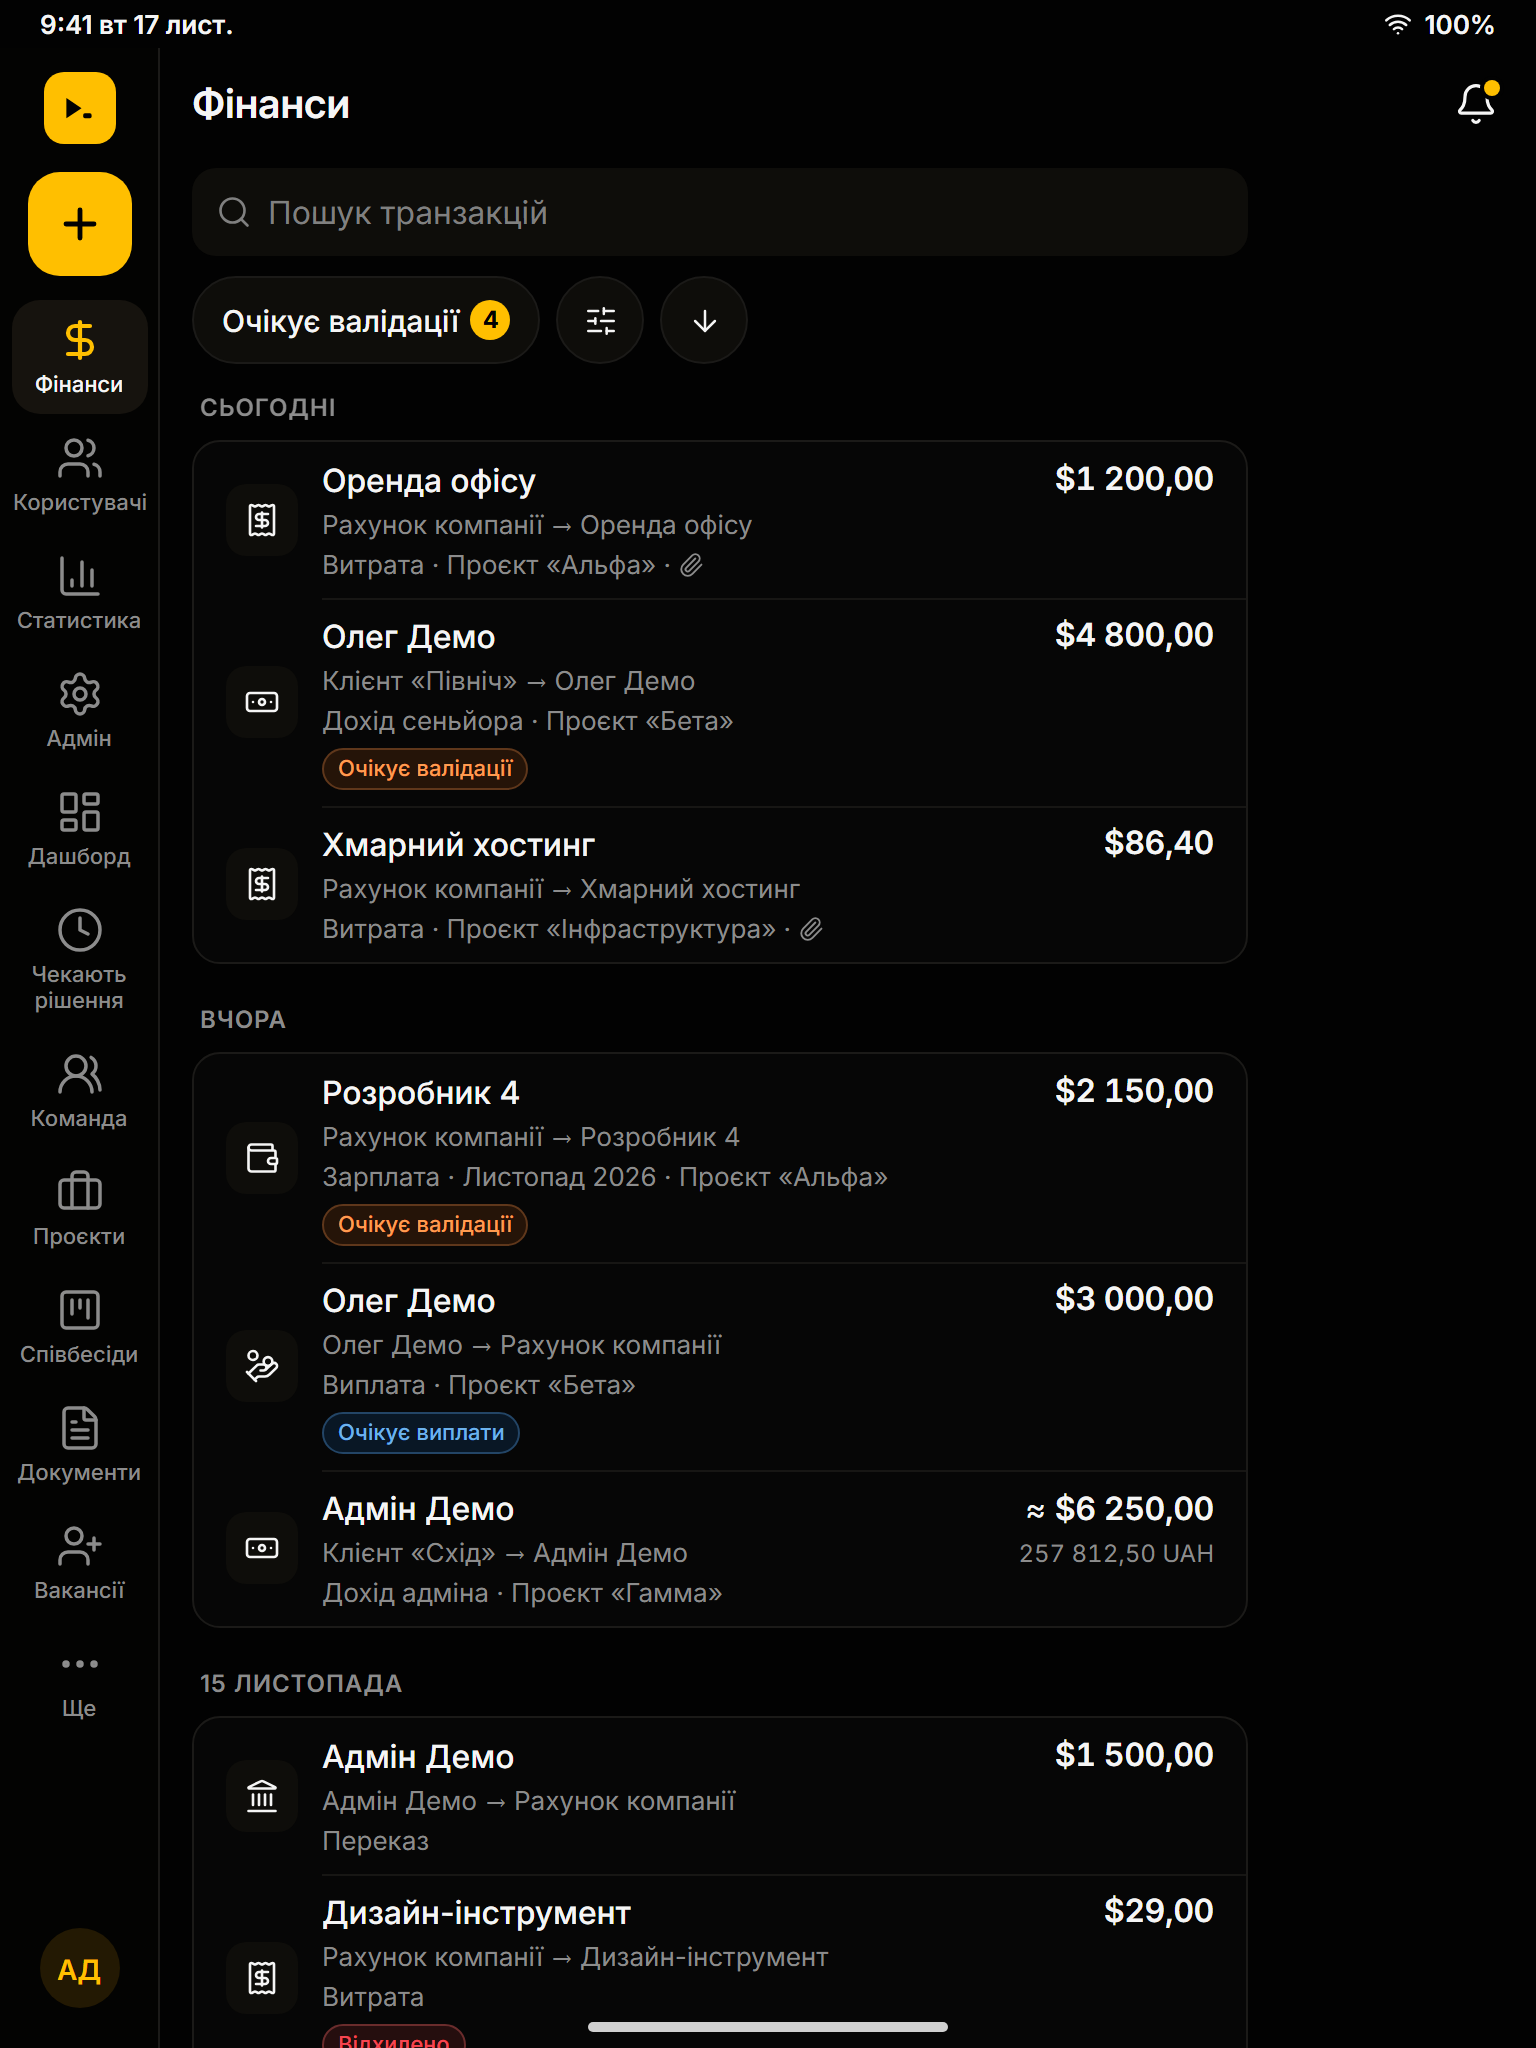 9:41 вт 17 лист.
100%
Фінанси
Пошук транзакцій
Очікує валідації 4
Фінанси
Користувачі
Статистика
Адмін
Дашборд
Чекають
рішення
Команда
Проєкти
Співбесіди
Документи
Вакансії
Ще
АД
СЬОГОДНІ
Оренда офісу
$1 200,00
Рахунок компанії → Оренда офісу
Витрата · Проєкт «Альфа» ·
Олег Демо
$4 800,00
Клієнт «Північ» → Олег Демо
Дохід сеньйора · Проєкт «Бета»
Очікує валідації
Хмарний хостинг
$86,40
Рахунок компанії → Хмарний хостинг
Витрата · Проєкт «Інфраструктура» ·
ВЧОРА
Розробник 4
$2 150,00
Рахунок компанії → Розробник 4
Зарплата · Листопад 2026 · Проєкт «Альфа»
Очікує валідації
Олег Демо
$3 000,00
Олег Демо → Рахунок компанії
Виплата · Проєкт «Бета»
Очікує виплати
Адмін Демо
≈ $6 250,00
Клієнт «Схід» → Адмін Демо
257 812,50 UAH
Дохід адміна · Проєкт «Гамма»
15 ЛИСТОПАДА
Адмін Демо
$1 500,00
Адмін Демо → Рахунок компанії
Переказ
Дизайн-інструмент
$29,00
Рахунок компанії → Дизайн-інструмент
Витрата
Відхилено